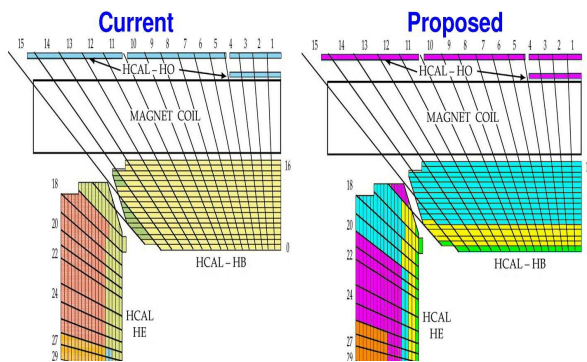 Current
Proposed
15 14 13 12 11 10 9 8 7 6 5 4 3 2 1
HCAL – HO
MAGNET COIL
18
16
20
22
0
HCAL – HB
24
HCAL
HE
27
29
15 14 13 12 11 10 9 8 7 6 5 4 3 2 1
HCAL – HO
MAGNET COIL
18
20
22
HCAL – HB
24
HCAL
HE
27
29